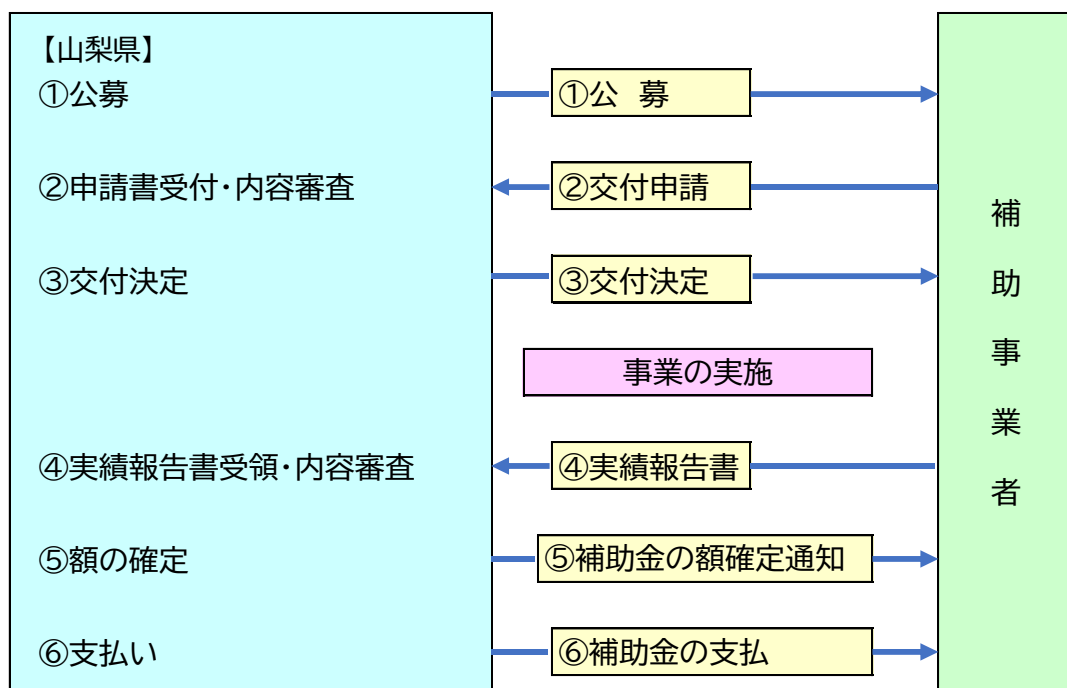 【山梨県】
①公募
②申請書受付・内容審査
③交付決定
④実績報告書受領・内容審査
⑤額の確定
⑥支払い
①公　募
②交付申請
③交付決定
事業の実施
④実績報告書
⑤補助金の額確定通知
⑥補助金の支払
補助事業者